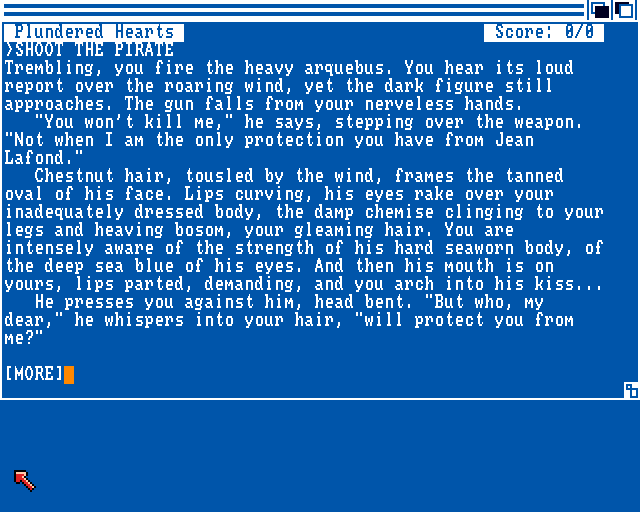 Plundered Hearts Score: 0/0
>SHOOT THE PIRATE
Trembling, you fire the heavy arquebus. You hear its loud
report over the roaring wind, yet the dark figure still
approaches. The gun falls from your nerveless hands.
"You won't kill me," he says, stepping over the weapon.
"Not when I am the only protection you have from Jean
Lafond."
Chestnut hair, tousled by the wind, frames the tanned
oval of his face. Lips curving, his eyes rake over your
inadequately dressed body, the damp chemise clinging to your
legs and heaving bosom, your gleaming hair. You are
intensely aware of the strength of his hard seaworn body, of
the deep sea blue of his eyes. And then his mouth is on
yours, lips parted, demanding, and you arch into his kiss...
He presses you against him, head bent. "But who, my
dear," he whispers into your hair, "will protect you from
me?"
[MORE]